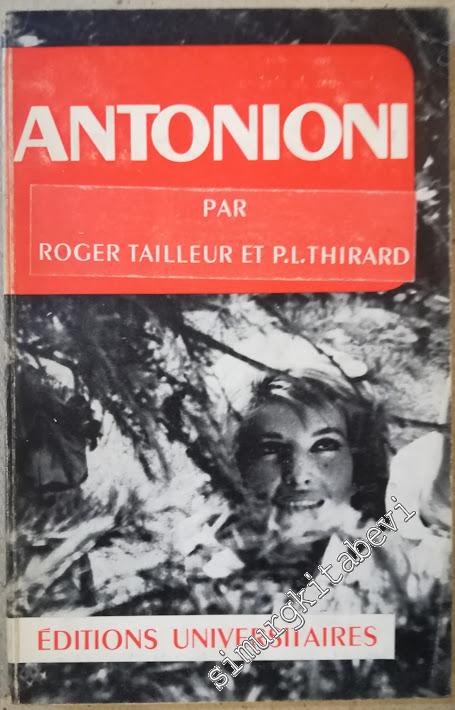 ANTONIONI
PAR
ROGER TAILLEUR ET P.L.THIRARD
ÉDITIONS UNIVERSITAIRES
simurgkitabevi